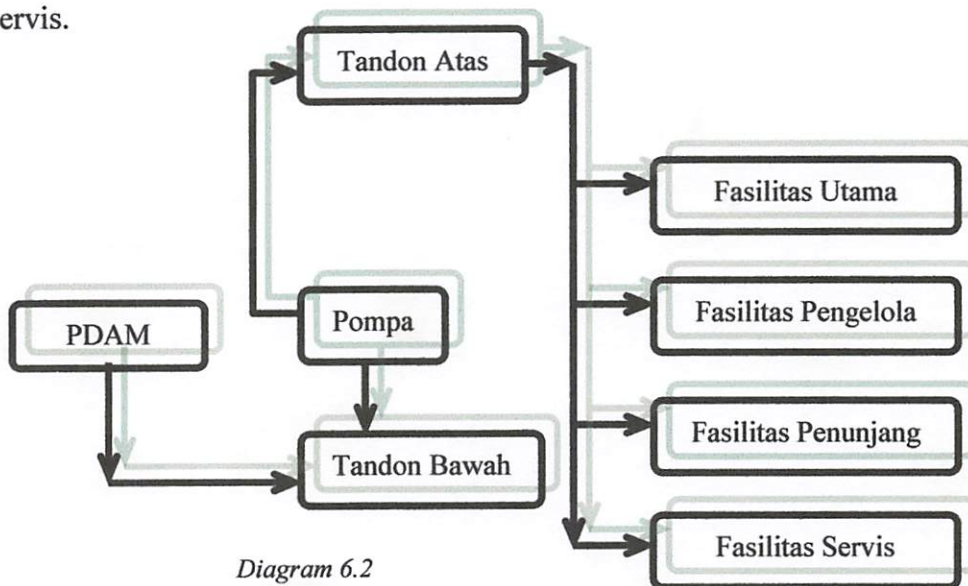 ervis.
Tandon Atas
Fasilitas Utama
Pompa
Fasilitas Pengelola
PDAM
Fasilitas Penunjang
Tandon Bawah
Fasilitas Servis
Diagram 6.2